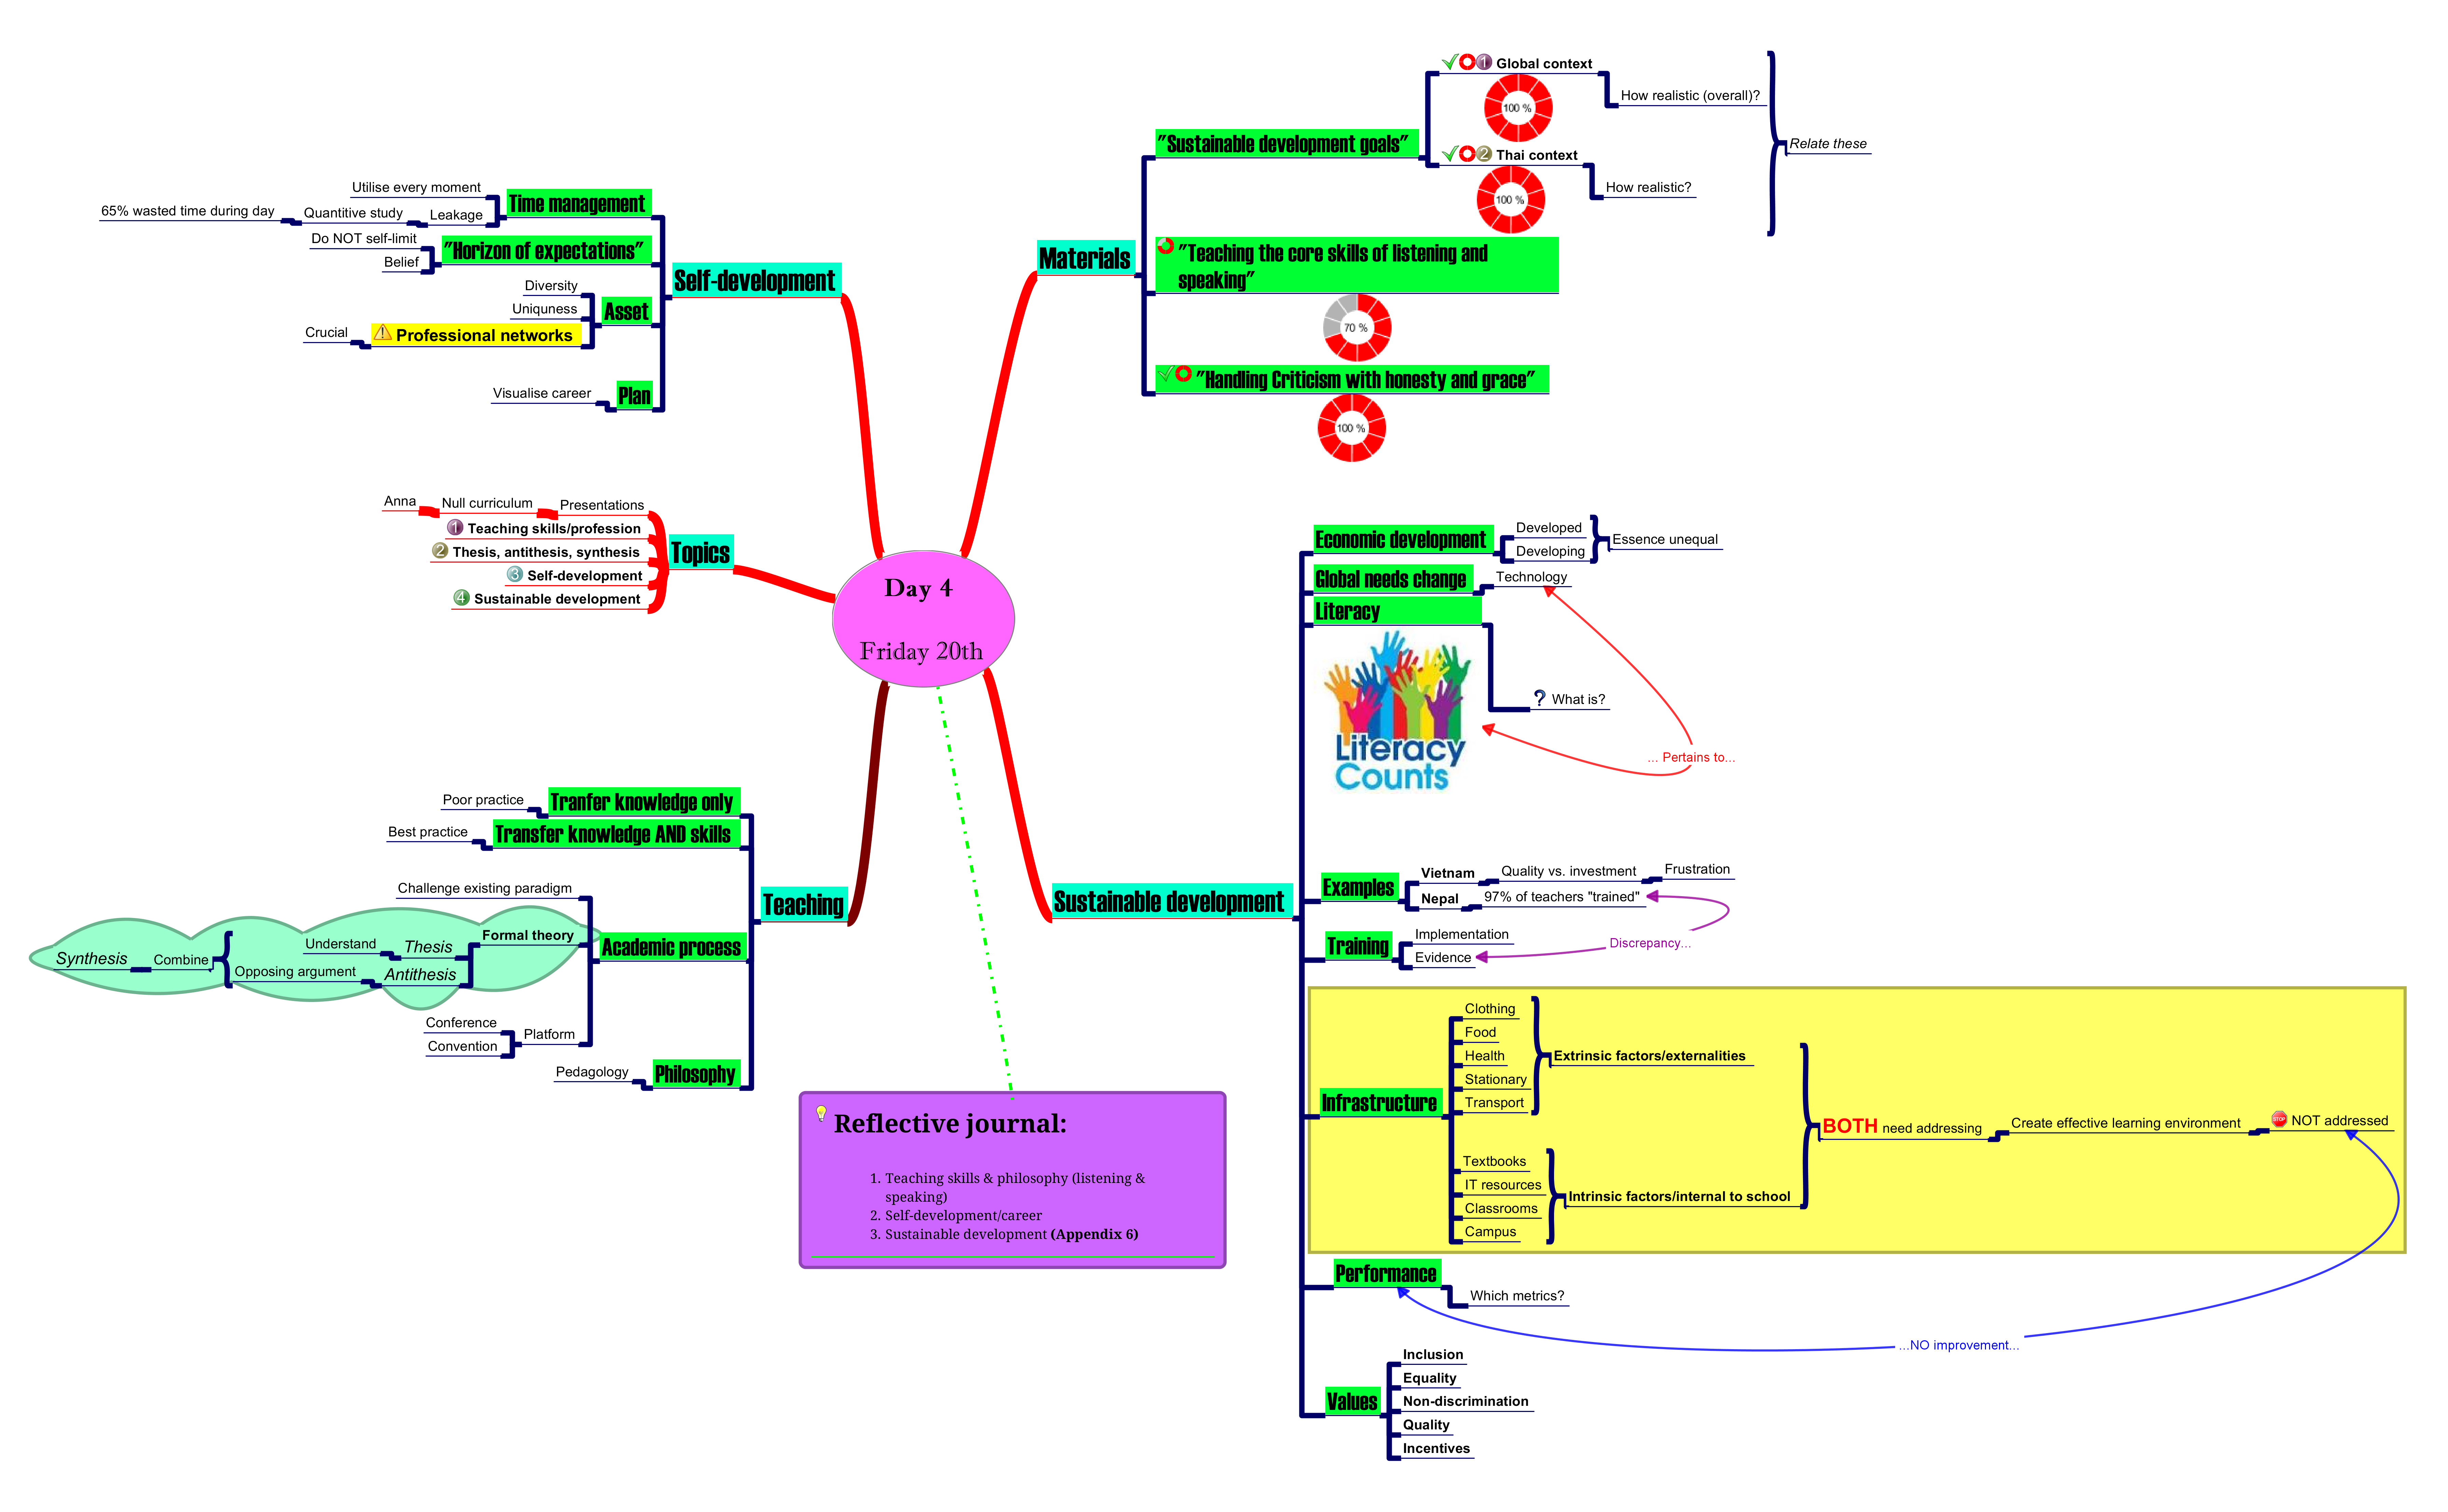 Day 4
Friday 20th
Self-development
Time management
Utilise every moment
Leakage
Quantitive study
65% wasted time during day
"Horizon of expectations"
Do NOT self-limit
Belief
Asset
Diversity
Uniquness
Professional networks
Crucial
Plan
Visualise career
Topics
Presentations
Null curriculum
Anna
1 Teaching skills/profession
2 Thesis, antithesis, synthesis
3 Self-development
4 Sustainable development
Teaching
Tranfer knowledge only
Poor practice
Transfer knowledge AND skills
Best practice
Academic process
Challenge existing paradigm
Formal theory
Thesis
Understand
Antithesis
Opposing argument
Combine
Synthesis
Platform
Conference
Convention
Philosophy
Pedagology
Materials
"Sustainable development goals"
1 Global context
100 %
How realistic (overall)?
2 Thai context
100 %
How realistic?
Relate these
"Teaching the core skills of listening and
speaking"
70 %
"Handling Criticism with honesty and grace"
100 %
Sustainable development
Economic development
Developed
Developing
Essence unequal
Global needs change
Technology
Literacy
Literacy
Counts
? What is?
... Pertains to...
Examples
Vietnam
Quality vs. investment
Frustration
Nepal
97% of teachers "trained"
Training
Implementation
Evidence
Discrepancy...
Infrastructure
Clothing
Food
Health
Stationary
Transport
Extrinsic factors/externalities
Textbooks
IT resources
Classrooms
Campus
Intrinsic factors/internal to school
BOTH need addressing
Create effective learning environment
STOP NOT addressed
Performance
Which metrics?
...NO improvement...
Values
Inclusion
Equality
Non-discrimination
Quality
Incentives
Reflective journal:
1. Teaching skills & philosophy (listening &
speaking)
2. Self-development/career
3. Sustainable development (Appendix 6)